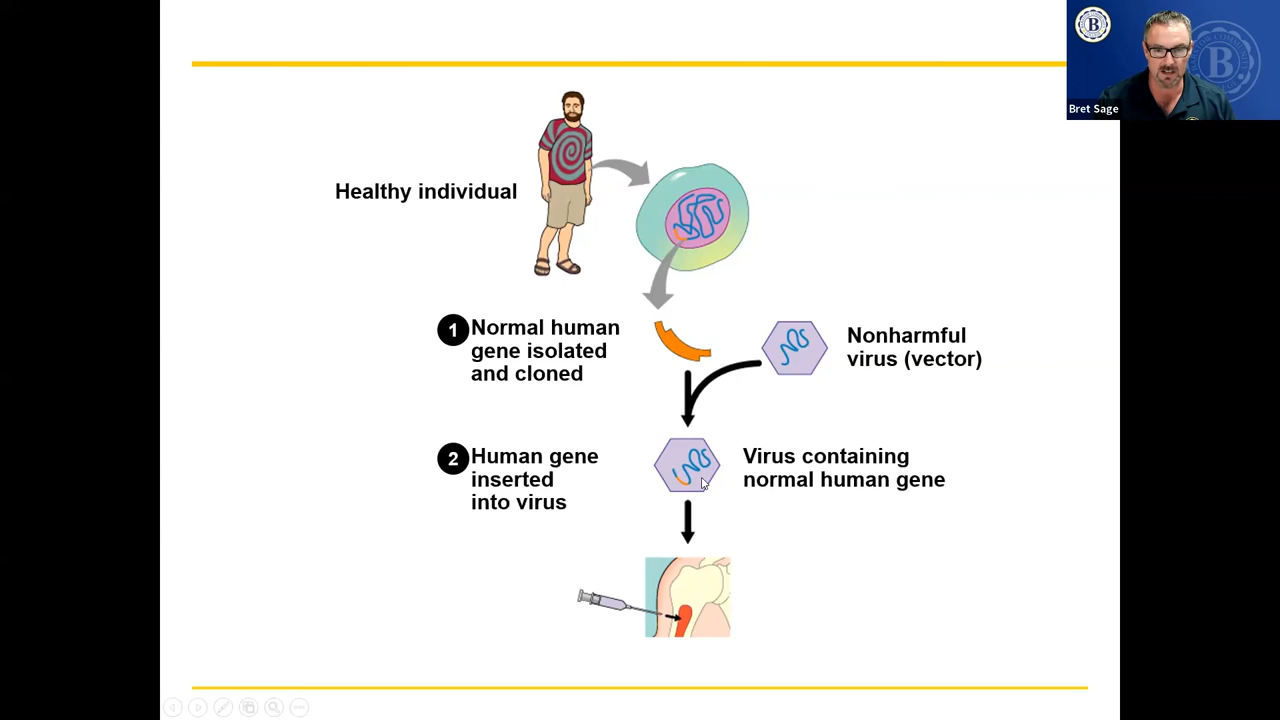 B
B
Bret Sage
Healthy individual
1 Normal human
gene isolated
and cloned
Nonharmful
virus (vector)
2 Human gene
inserted
into virus
Virus containing
normal human gene